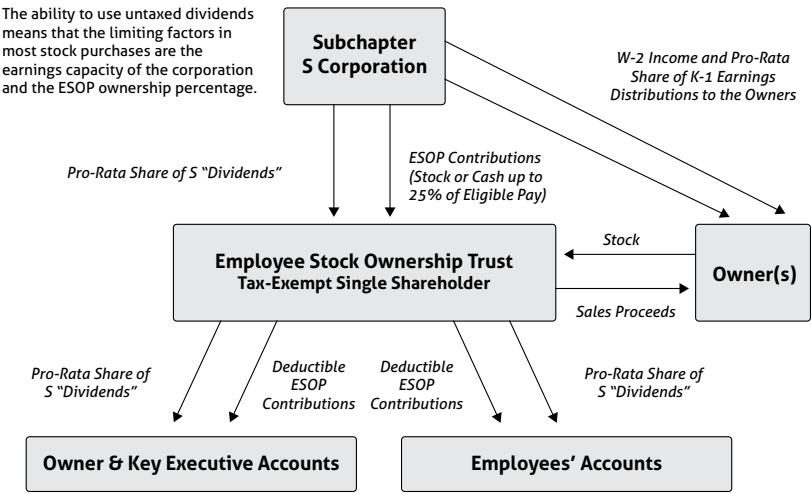 The ability to use untaxed dividends
means that the limiting factors in
most stock purchases are the
earnings capacity of the corporation
and the ESOP ownership percentage.
Subchapter
S Corporation
W-2 Income and Pro-Rata
Share of K-1 Earnings
Distributions to the Owners
Pro-Rata Share of S “Dividends”
ESOP Contributions
(Stock or Cash up to
25% of Eligible Pay)
Employee Stock Ownership Trust
Tax-Exempt Single Shareholder
Stock
Owner(s)
Sales Proceeds
Pro-Rata Share of
S “Dividends”
Deductible
ESOP
Contributions
Deductible
ESOP
Contributions
Pro-Rata Share of
S “Dividends”
Owner & Key Executive Accounts
Employees’ Accounts